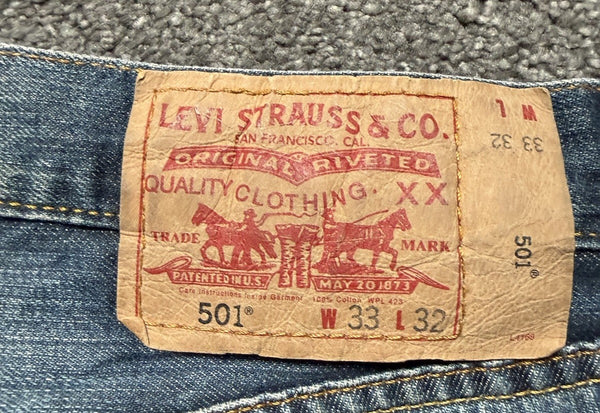 LEVI STRAUSS & CO.
SAN FRANCISCO, CAL.
ORIGINAL RIVETED
QUALITY CLOTHING. XX
TRADE MARK
PATENTED IN U.S. MAY 20 1873
Care Instructions Inside Garment 100% Cotton WPL 423
501® W 33 L 32
W L
33 32
501®